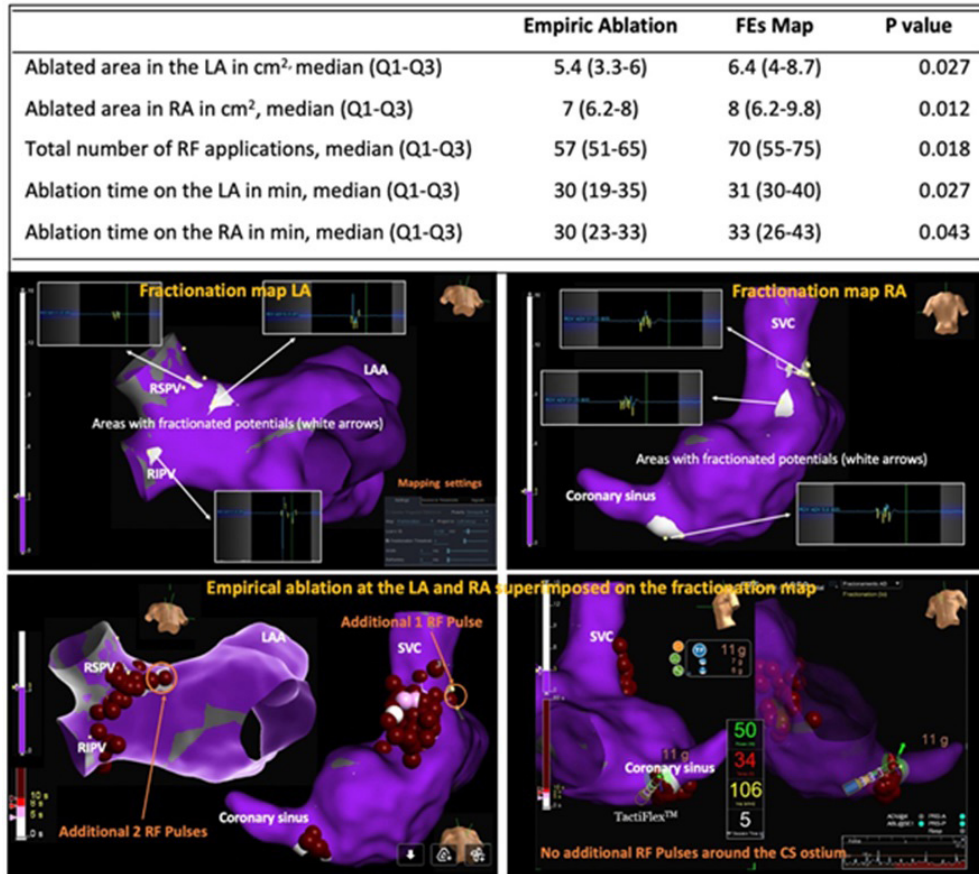 Empiric Ablation FEs Map P value
Ablated area in the LA in cm², median (Q1-Q3) 5.4 (3.3-6) 6.4 (4-8.7) 0.027
Ablated area in RA in cm², median (Q1-Q3) 7 (6.2-8) 8 (6.2-9.8) 0.012
Total number of RF applications, median (Q1-Q3) 57 (51-65) 70 (55-75) 0.018
Ablation time on the LA in min, median (Q1-Q3) 30 (19-35) 31 (30-40) 0.027
Ablation time on the RA in min, median (Q1-Q3) 30 (23-33) 33 (26-43) 0.043
Fractionation map LA
RSPV
LAA
Areas with fractionated potentials (white arrows)
RIPV
Mapping settings
Fractionation map RA
SVC
Areas with fractionated potentials (white arrows)
Coronary sinus
Empirical ablation at the LA and RA superimposed on the fractionation map
Additional 1 RF Pulse
RSPV
LAA
SVC
RIPV
Additional 2 RF Pulses
Coronary sinus
SVC
11 g
50
34
106
5
11 g
Coronary sinus
11 g
TactiFlex™
No additional RF Pulses around the CS ostium